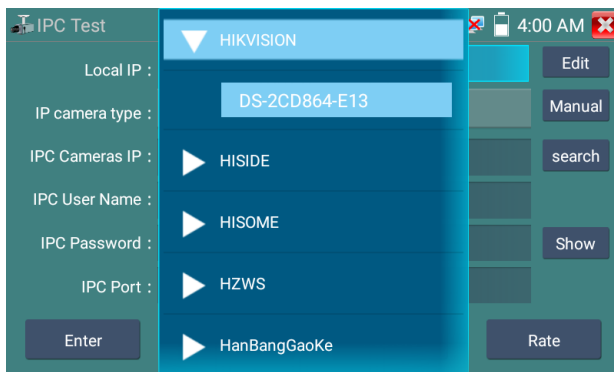 IPC Test
4:00 AM
HIKVISION
Local IP :
Edit
DS-2CD864-E13
IP camera type :
Manual
IPC Cameras IP :
HISIDE
search
IPC User Name :
HISOME
IPC Password :
Show
IPC Port :
HZWS
Enter
HanBangGaoKe
Rate